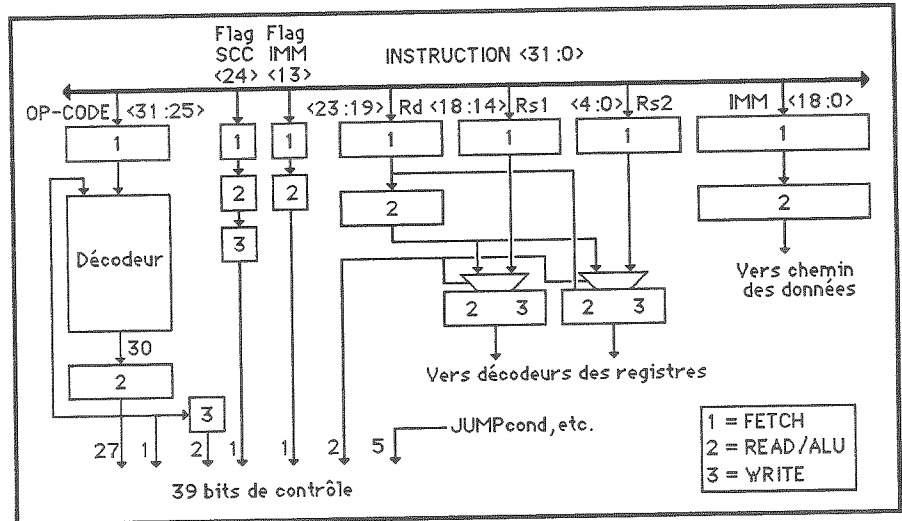 Flag Flag
SCC IMM
<24> <13>
INSTRUCTION <31:0>
OP-CODE <31:25>
<23:19> Rd <18:14> Rs1
<4:0> Rs2
IMM <18:0>
1
1
1
1
1
1
1
2
2
2
2
3
Décodeur
2 3
2 3
Vers chemin
des données
30
2
Vers décodeurs des registres
3
JUMPcond, etc.
27 1 2 1 1 2 5
39 bits de contrôle
1 = FETCH
2 = READ/ALU
3 = WRITE